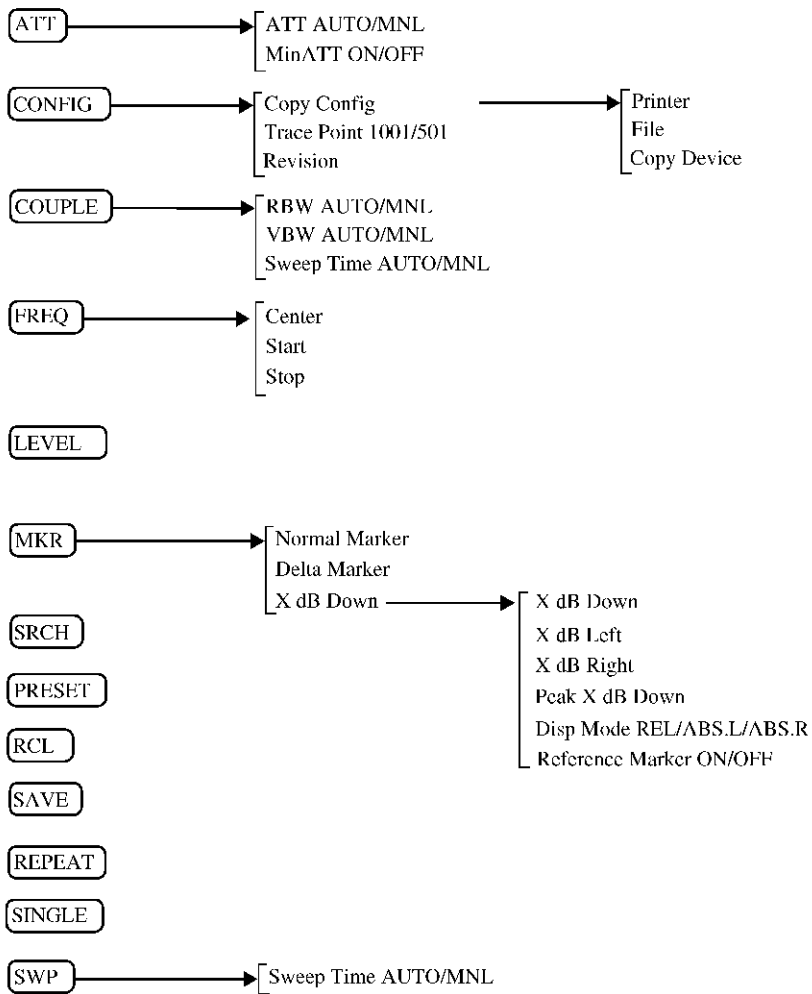 ATT
ATT AUTO/MNL
MinATT ON/OFF
CONFIG
Copy Config
Trace Point 1001/501
Revision
Printer
File
Copy Device
COUPLE
RBW AUTO/MNL
VBW AUTO/MNL
Sweep Time AUTO/MNL
FREQ
Center
Start
Stop
LEVEL
MKR
Normal Marker
Delta Marker
X dB Down
X dB Down
X dB Left
X dB Right
Peak X dB Down
Disp Mode REL/ABS.L/ABS.R
Reference Marker ON/OFF
SRCH
PRESET
RCL
SAVE
REPEAT
SINGLE
SWP
Sweep Time AUTO/MNL